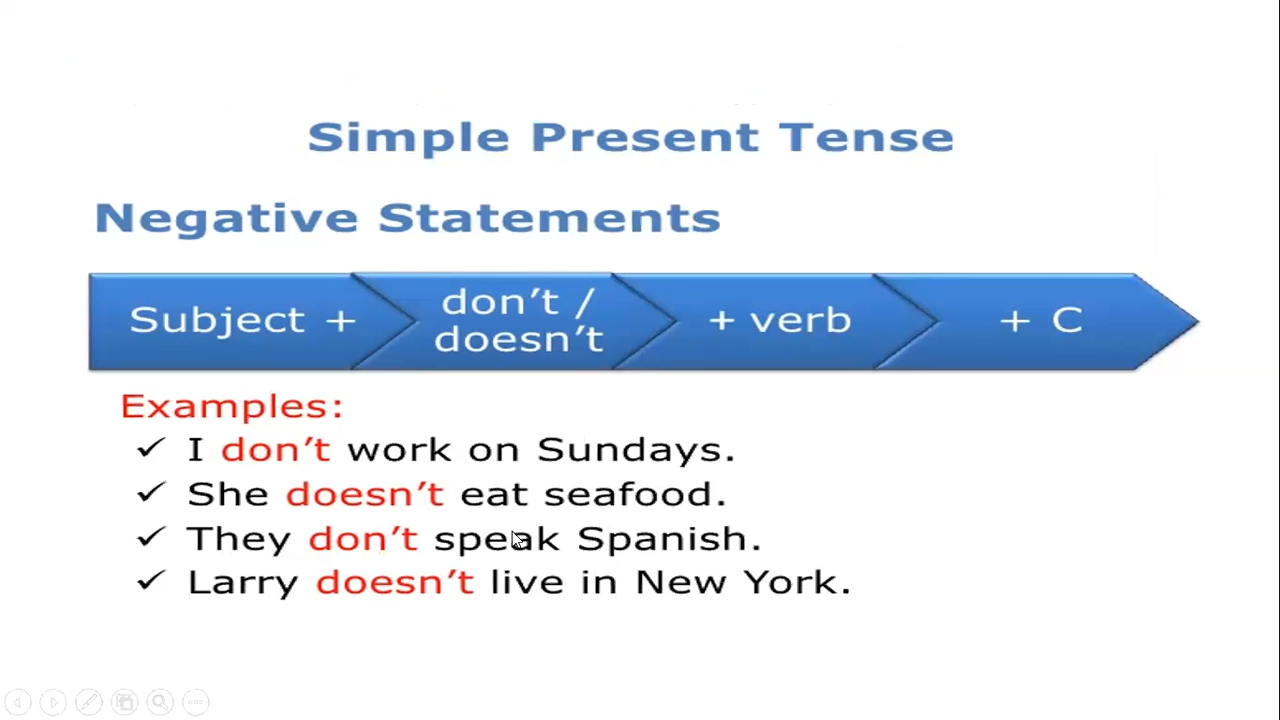 Simple Present Tense
Negative Statements
Subject +
don't /
doesn't
+ verb
+ C
Examples:
✓ I don't work on Sundays.
✓ She doesn't eat seafood.
✓ They don't speak Spanish.
✓ Larry doesn't live in New York.